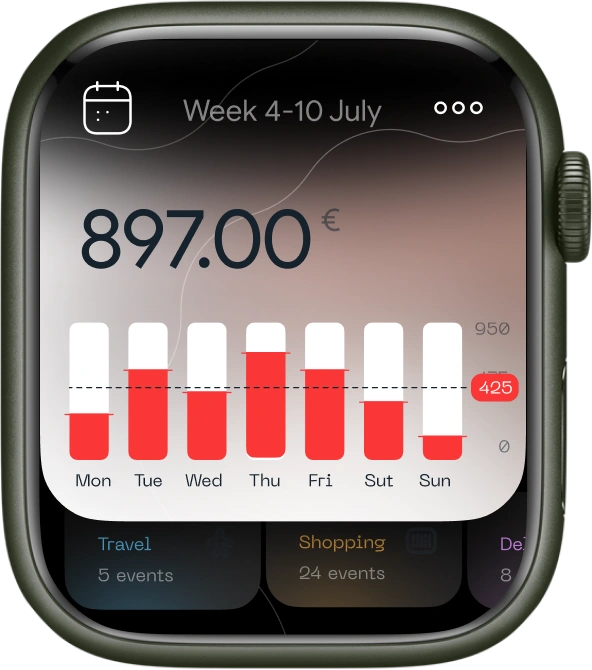 Week 4-10 July
897.00 €
950
425
0
Mon Tue Wed Thu Fri Sut Sun
Travel
5 events
Shopping
24 events
8